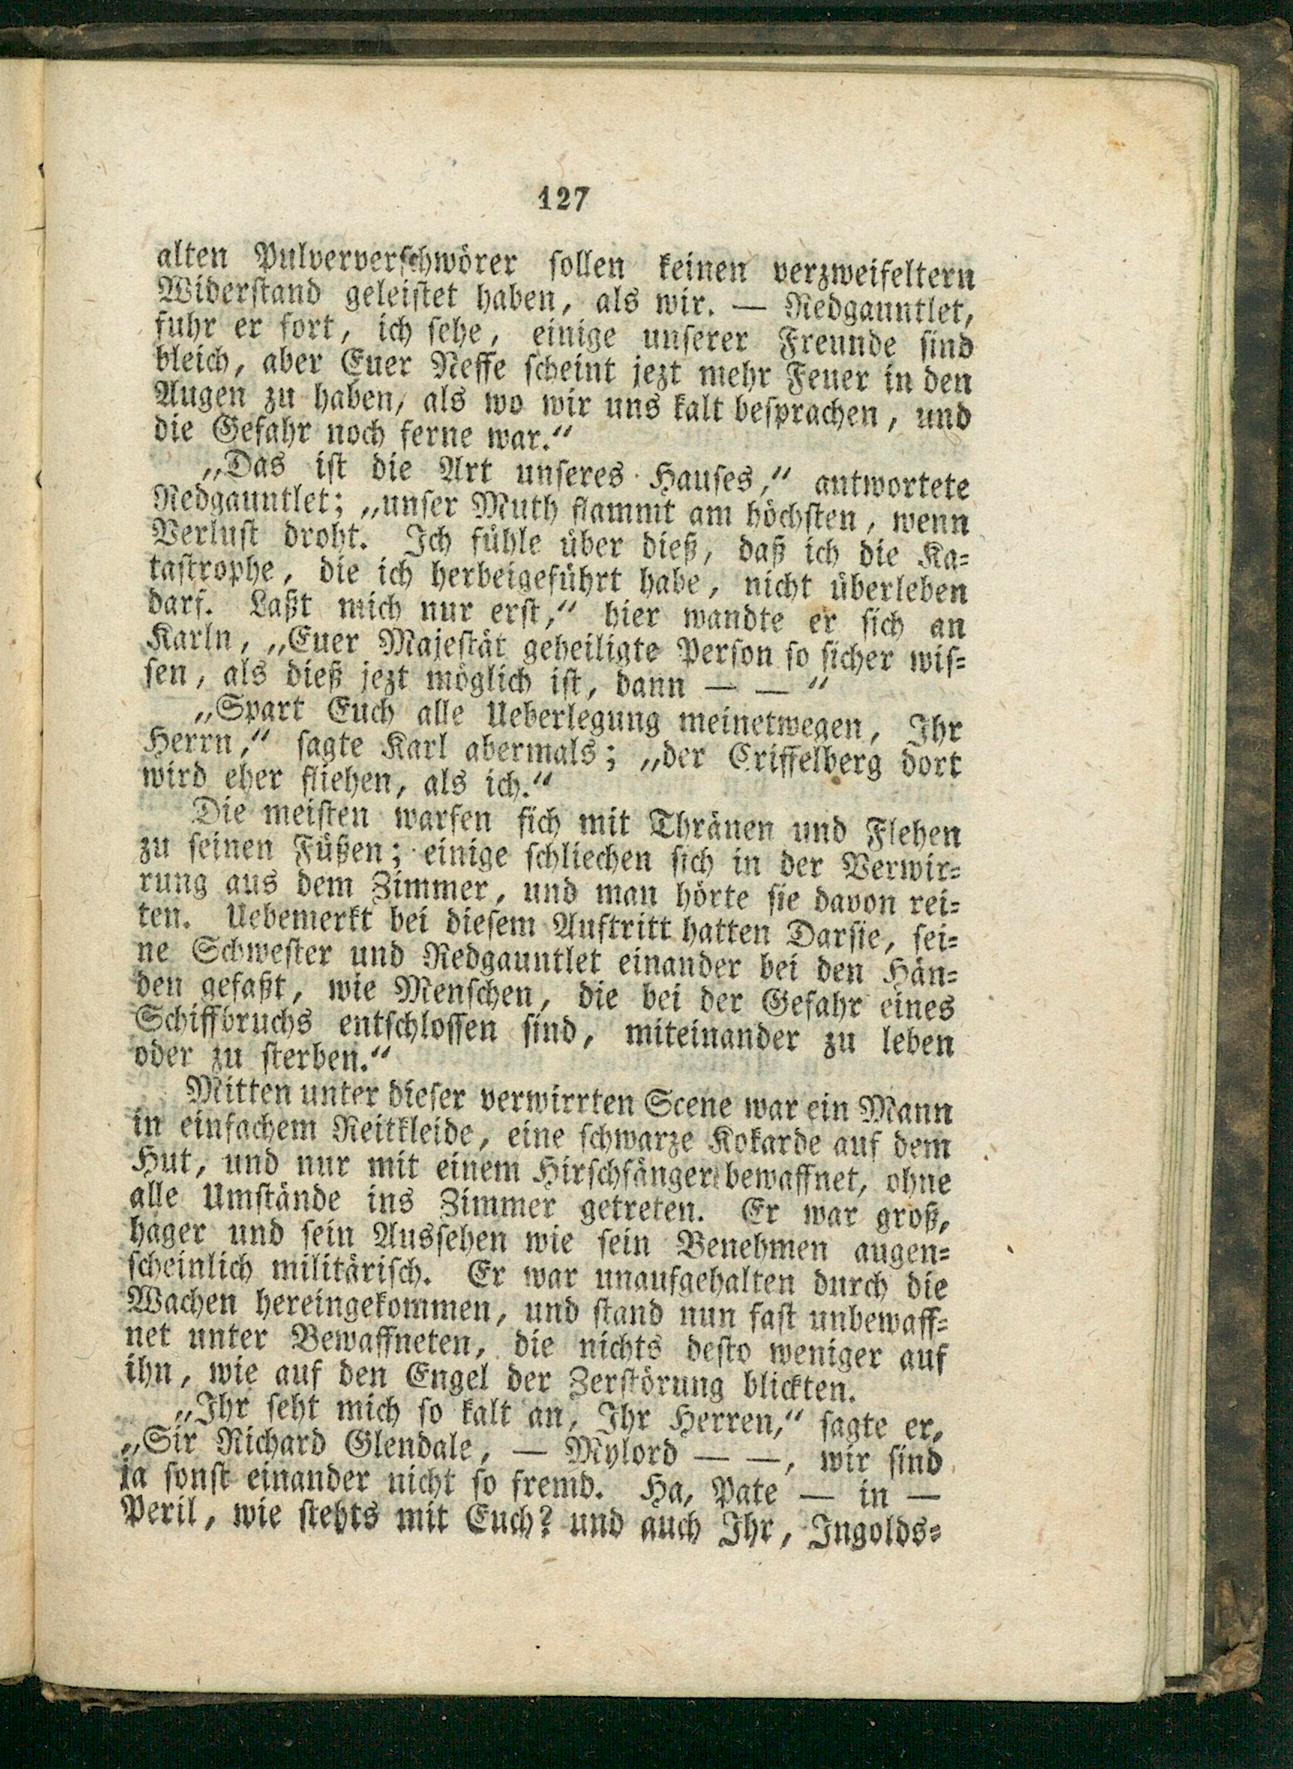 127
alten Pulververschwörer sollen keinen verzweifeltern
Widerstand geleistet haben, als wir. — Redgauntlet,
fuhr er fort, ich sehe, einige unserer Freunde sind
bleich, aber Euer Neffe scheint jezt mehr Feuer in den
Augen zu haben, als wo wir uns kalt besprachen, und
die Gefahr noch ferne war.“
„Das ist die Art unseres Hauses,“ antwortete
Redgauntlet; „unser Muth flammt am höchsten, wenn
Verlust droht. Ich fühle über dieß, daß ich die Ka-
tastrophe, die ich herbeigeführt habe, nicht überleben
darf. Laßt mich nur erst,“ hier wandte er sich an
Karln, „Euer Majestät geheiligte Person so sicher wis-
sen, als dieß jezt möglich ist, dann — — “
„Spart Euch alle Ueberlegung meinetwegen, Ihr
Herrn,“ sagte Karl abermals; „der Criffelberg dort
wird eher fliehen, als ich.“
Die meisten warfen sich mit Thränen und Flehen
zu seinen Füßen; einige schliechen sich in der Verwir-
rung aus dem Zimmer, und man hörte sie davon rei-
ten. Uebemerkt bei diesem Auftritt hatten Darsie, sei-
ne Schwester und Redgauntlet einander bei den Hän-
den gefaßt, wie Menschen, die bei der Gefahr eines
Schiffbruchs entschlossen sind, miteinander zu leben
oder zu sterben.“
Mitten unter dieser verwirrten Scene war ein Mann
in einfachem Reitkleide, eine schwarze Kokarde auf dem
Hut, und nur mit einem Hirschfänger bewaffnet, ohne
alle Umstände ins Zimmer getreten. Er war groß,
hager und sein Aussehen wie sein Benehmen augen-
scheinlich militärisch. Er war unaufgehalten durch die
Wachen hereingekommen, und stand nun fast unbewaff-
net unter Bewaffneten, die nichts desto weniger auf
ihn, wie auf den Engel der Zerstörung blickten.
„Ihr seht mich so kalt an, Ihr Herren,“ sagte er,
„Sir Richard Glendale, — Mylord — —, wir sind
ja sonst einander nicht so fremd. Ha, Pate — in —
Peril, wie stehts mit Euch? und auch Ihr, Ingolds-